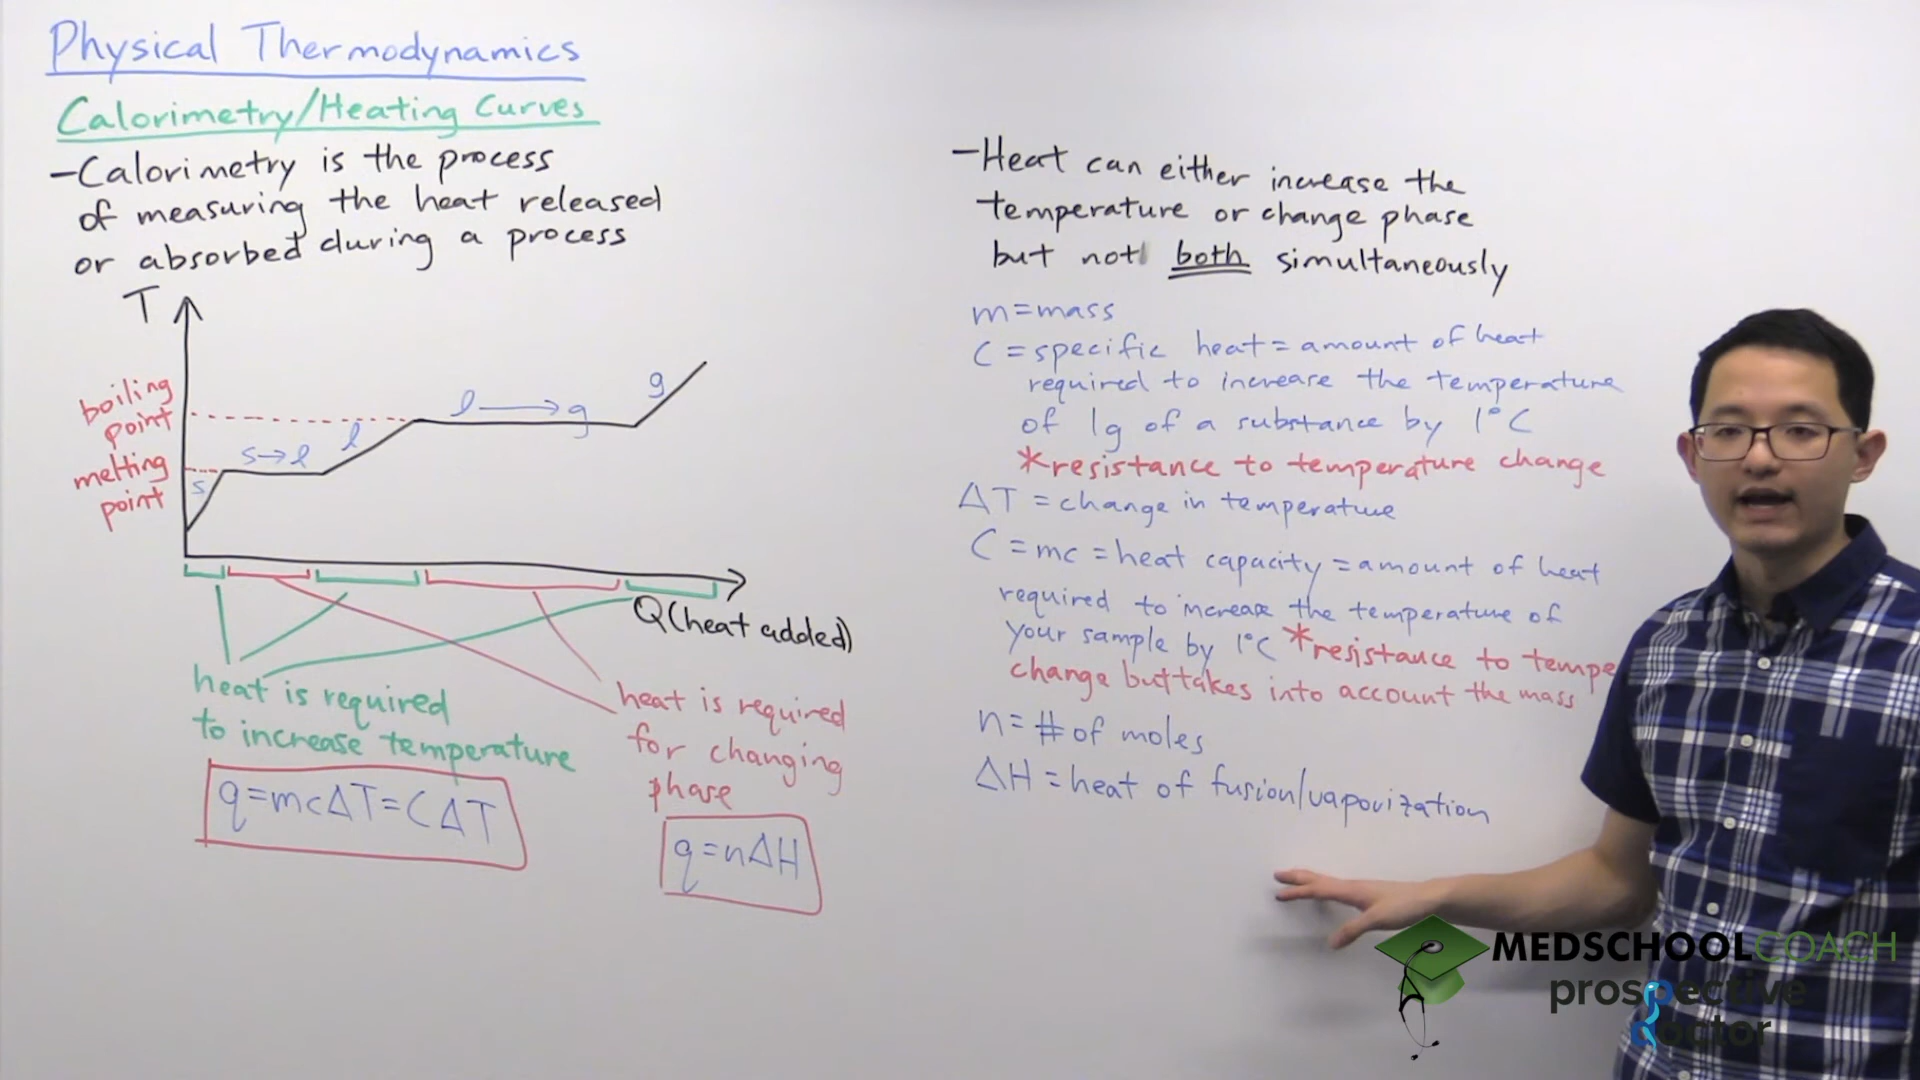 Physical Thermodynamics
Calorimetry/Heating Curves
-Calorimetry is the process
of measuring the heat released
or absorbed during a process
T
boiling
point
melting
point
s
s→l
l
l→g
g
Q(heat added)
heat is required
to increase temperature
q=mcΔT=CΔT
heat is required
for changing
phase
q=nΔH
-Heat can either increase the
temperature or change phase
but not both simultaneously
m=mass
c=specific heat=amount of heat
required to increase the temperature
of 1g of a substance by 1°C
*resistance to temperature change
ΔT=change in temperature
C=mc=heat capacity=amount of heat
required to increase the temperature of
your sample by 1°C *resistance to tempe
change but takes into account the mass
n=# of moles
ΔH=heat of fusion/vaporization
MEDSCHOOLCOACH
prospective
doctor